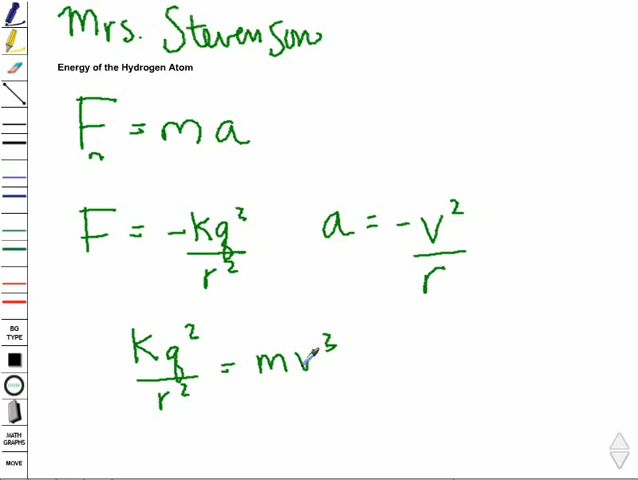 Mrs. Stevenson
Energy of the Hydrogen Atom
Fₙ = ma
F = -kq²/r² a = -v²/r
BG
TYPE
Kq²/r² = mv³
MATH
GRAPHS
MOVE